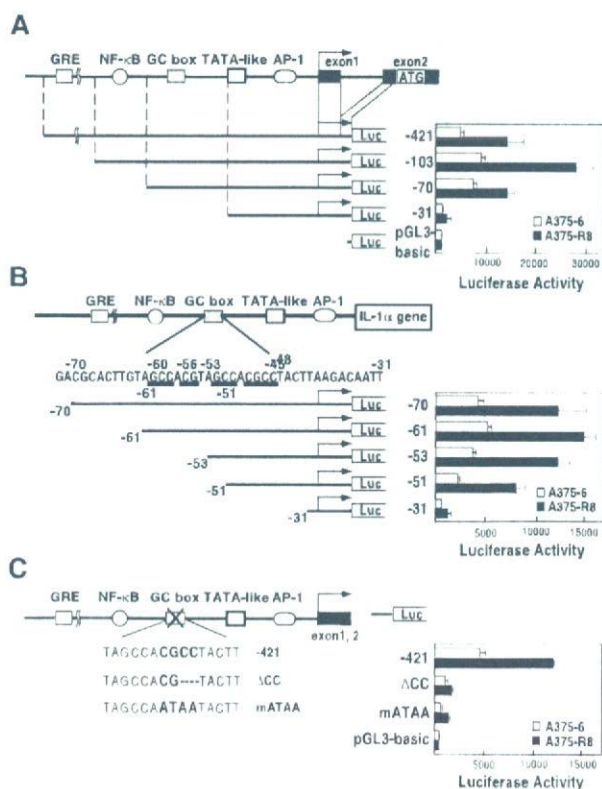 A
GRE NF-κB GC box TATA-like AP-1 exon1 exon2
ATG
Luc -421
Luc -103
Luc -70
Luc -31
Luc pGL3-basic
A375-6
A375-R8
10000 20000 30000
Luciferase Activity
B
GRE NF-κB GC box TATA-like AP-1
IL-1α gene
-48
-70 -60 -56 -53 -45 -31
GACGCACTTGTAGCCACGTAGCCACGCCTACTTAAGACAATT
-61 -51
-70 Luc -70
-61 Luc -61
-53 Luc -53
-51 Luc -51
-31 Luc -31
A375-6
A375-R8
5000 10000 15000
Luciferase Activity
C
GRE NF-κB GC box TATA-like AP-1
exon1, 2
Luc
TAGCCACGCCTACTT -421
TAGCCACG----TACTT ΔCC
TAGCCAATAATACTT mATAA
-421
ΔCC
mATAA
pGL3-basic
A375-6
A375-R8
5000 10000 15000
Luciferase Activity